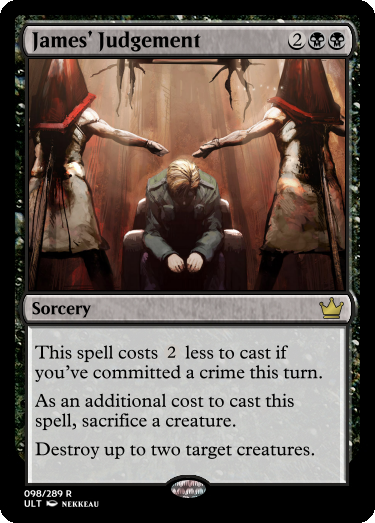 James' Judgement 2
Sorcery
This spell costs 2 less to cast if
you've committed a crime this turn.
As an additional cost to cast this
spell, sacrifice a creature.
Destroy up to two target creatures.
098/289 R
ULT NEKKEAU